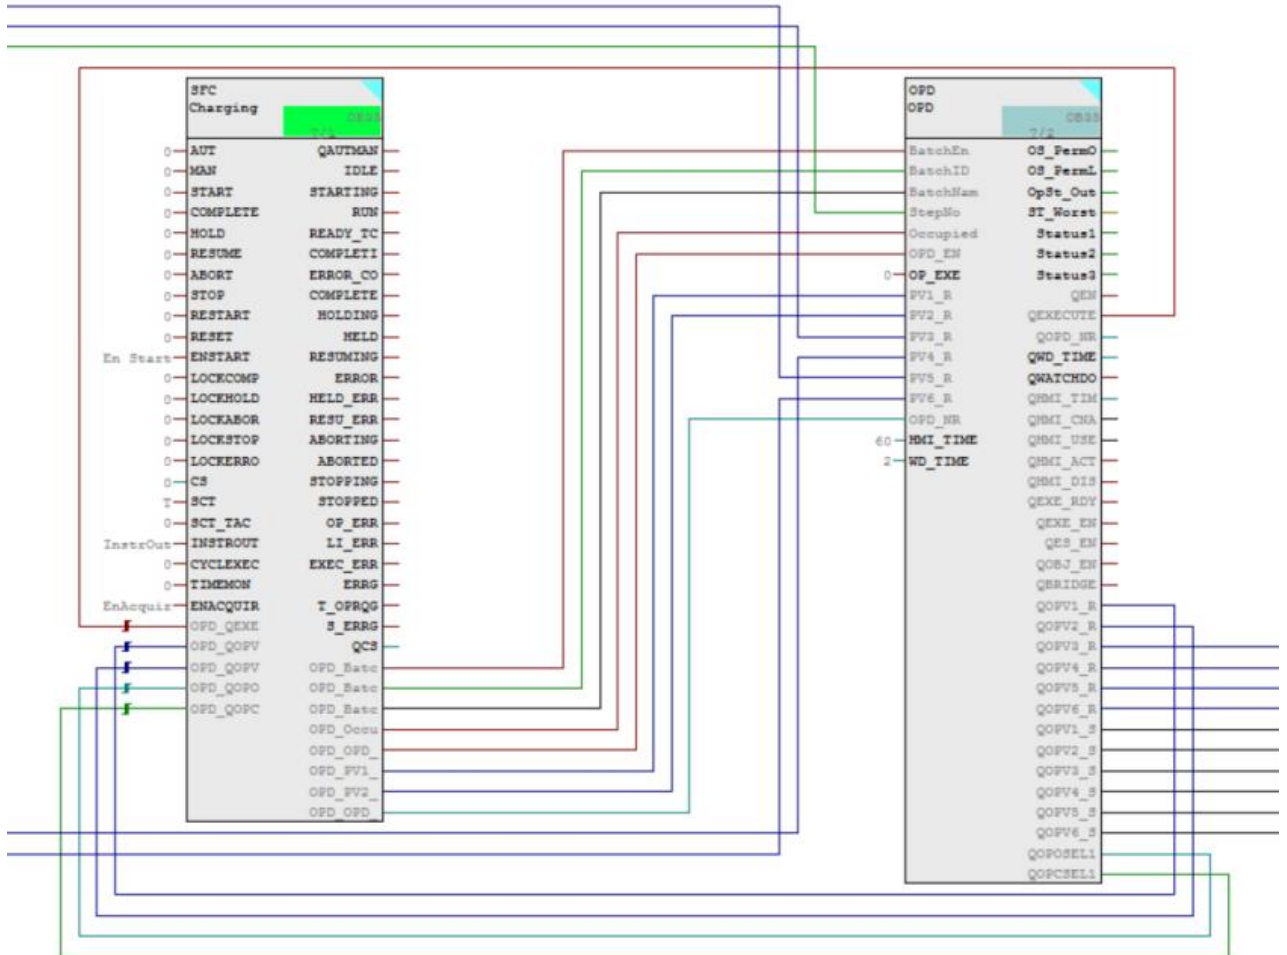 SFC
Charging
OB35
7/1
0 AUT QAUTMAN
0 MAN IDLE
0 START STARTING
0 COMPLETE RUN
0 HOLD READY_TC
0 RESUME COMPLETI
0 ABORT ERROR_CO
0 STOP COMPLETE
0 RESTART HOLDING
0 RESET HELD
En Start ENSTART RESUMING
0 LOCKCOMP ERROR
0 LOCKHOLD HELD_ERR
0 LOCKABOR RESU_ERR
0 LOCKSTOP ABORTING
0 LOCKERRO ABORTED
0 CS STOPPING
T SCT STOPPED
0 SCT_TAC OP_ERR
InstrOut INSTROUT LI_ERR
0 CYCLEXEC EXEC_ERR
0 TIMEMON ERRG
EnAcquir ENACQUIR T_OPRQG
OPD_QEXE S_ERRG
OPD_QOPV QCS
OPD_QOPV OPD_Batc
OPD_QOPO OPD_Batc
OPD_QOPC OPD_Batc
OPD_Occu
OPD_OPD_
OPD_PV1_
OPD_PV2_
OPD_OPD_
OPD
OPD
OB35
7/2
BatchEn OS_PermO
BatchID OS_PermL
BatchNam OpSt_Out
StepNo ST_Worst
Occupied Status1
OPD_EN Status2
0 OP_EXE Status3
PV1_R QEN
PV2_R QEXECUTE
PV3_R QOPD_NR
PV4_R QWD_TIME
PV5_R QWATCHDO
PV6_R QHMI_TIM
OPD_NR QHMI_CNA
60 HMI_TIME QHMI_USE
2 WD_TIME QHMI_ACT
QHMI_DIS
QEXE_RDY
QEXE_EN
QES_EN
QOBJ_EN
QBRIDGE
QOPV1_R
QOPV2_R
QOPV3_R
QOPV4_R
QOPV5_R
QOPV6_R
QOPV1_S
QOPV2_S
QOPV3_S
QOPV4_S
QOPV5_S
QOPV6_S
QOPOSEL1
QOPCSEL1